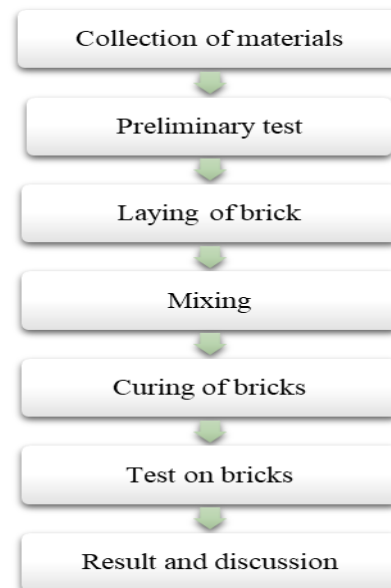 Collection of materials
Preliminary test
Laying of brick
Mixing
Curing of bricks
Test on bricks
Result and discussion